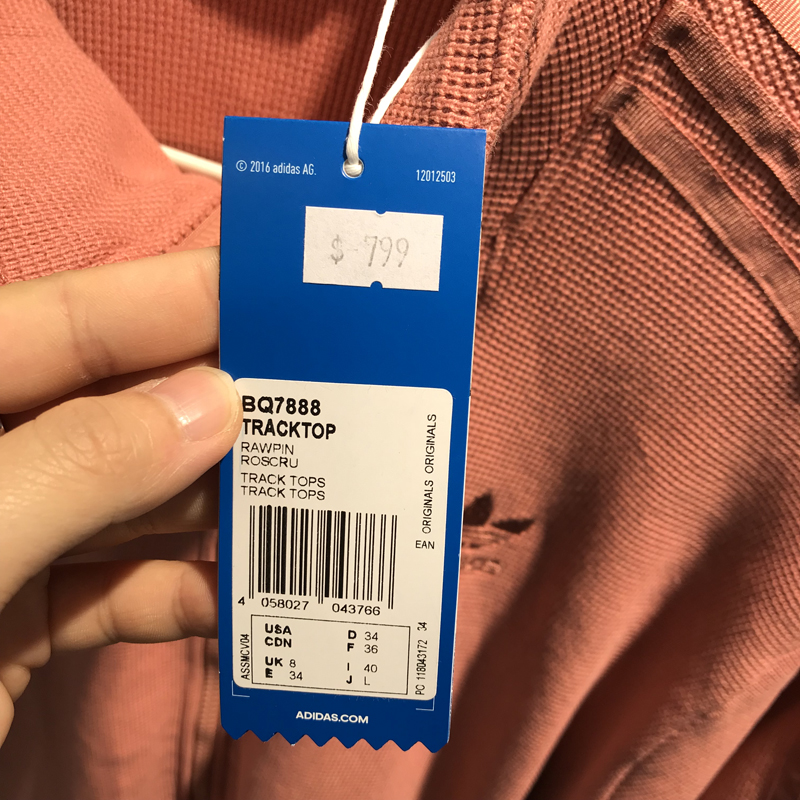 © 2016 adidas AG.
12012503
$ 799
BQ7888
TRACKTOP
RAWPIN
ROSCRU
TRACK TOPS
TRACK TOPS
ORIGINALS ORIGINALS
EAN
4 058027 043766
USA
CDN
UK 8
E 34
D 34
F 36
I 40
J L
ASSMCV04
PC 118043172 34
ADIDAS.COM